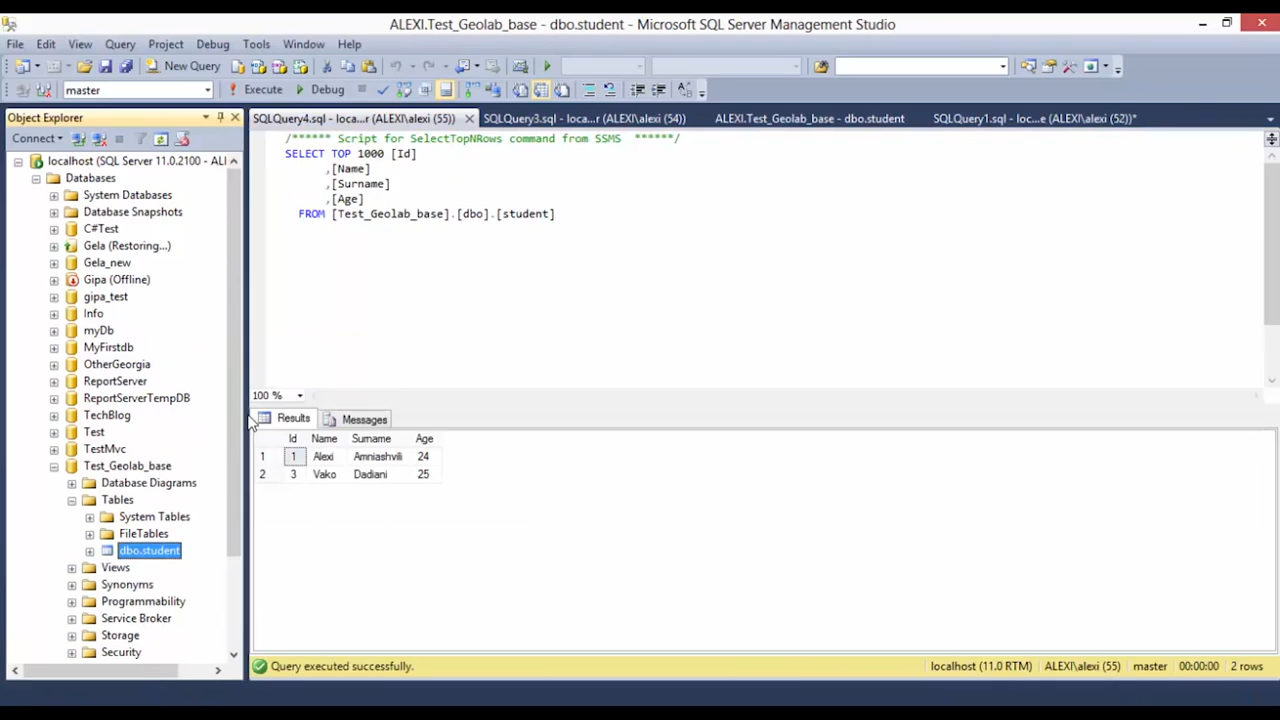 ALEXI.Test_Geolab_base - dbo.student - Microsoft SQL Server Management Studio
File Edit View Query Project Debug Tools Window Help
New Query
master Execute Debug
Object Explorer
Connect
localhost (SQL Server 11.0.2100 - ALI
Databases
System Databases
Database Snapshots
C#Test
Gela (Restoring...)
Gela_new
Gipa (Offline)
gipa_test
Info
myDb
MyFirstdb
OtherGeorgia
ReportServer
ReportServerTempDB
TechBlog
Test
TestMvc
Test_Geolab_base
Database Diagrams
Tables
System Tables
FileTables
dbo.student
Views
Synonyms
Programmability
Service Broker
Storage
Security
SQLQuery4.sql - loca...r (ALEXI\alexi (55)) SQLQuery3.sql - loca...r (ALEXI\alexi (54)) ALEXI.Test_Geolab_base - dbo.student SQLQuery1.sql - loc...e (ALEXI\alexi (52))*
/****** Script for SelectTopNRows command from SSMS ******/
SELECT TOP 1000 [Id]
,[Name]
,[Surname]
,[Age]
FROM [Test_Geolab_base].[dbo].[student]
100 %
Results Messages
Id Name Surname Age
1 1 Alexi Amniashvili 24
2 3 Vako Dadiani 25
Query executed successfully. localhost (11.0 RTM) ALEXI\alexi (55) master 00:00:00 2 rows